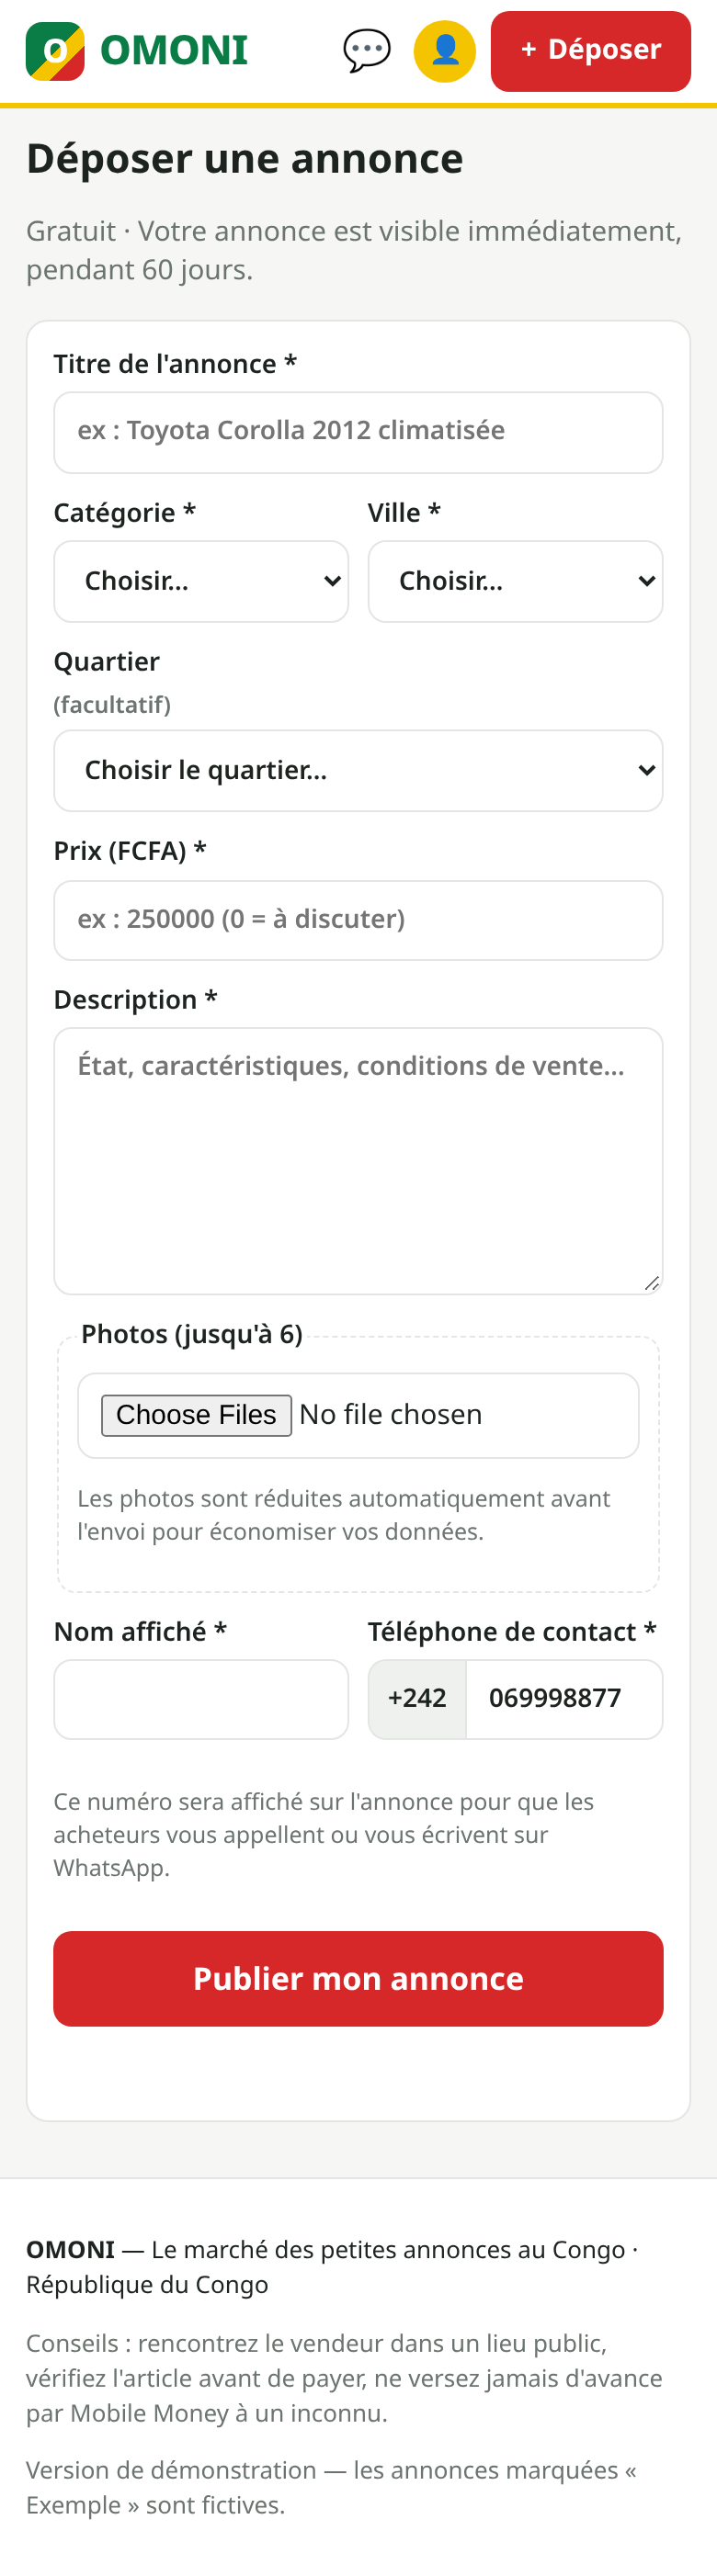 O OMONI
+ Déposer
Déposer une annonce
Gratuit · Votre annonce est visible immédiatement,
pendant 60 jours.
Titre de l'annonce *
ex : Toyota Corolla 2012 climatisée
Catégorie * Ville *
Choisir... Choisir...
Quartier
(facultatif)
Choisir le quartier...
Prix (FCFA) *
ex : 250000 (0 = à discuter)
Description *
État, caractéristiques, conditions de vente...
Photos (jusqu'à 6)
Choose Files No file chosen
Les photos sont réduites automatiquement avant
l'envoi pour économiser vos données.
Nom affiché * Téléphone de contact *
+242 069998877
Ce numéro sera affiché sur l'annonce pour que les
acheteurs vous appellent ou vous écrivent sur
WhatsApp.
Publier mon annonce
OMONI — Le marché des petites annonces au Congo ·
République du Congo
Conseils : rencontrez le vendeur dans un lieu public,
vérifiez l'article avant de payer, ne versez jamais d'avance
par Mobile Money à un inconnu.
Version de démonstration — les annonces marquées «
Exemple » sont fictives.